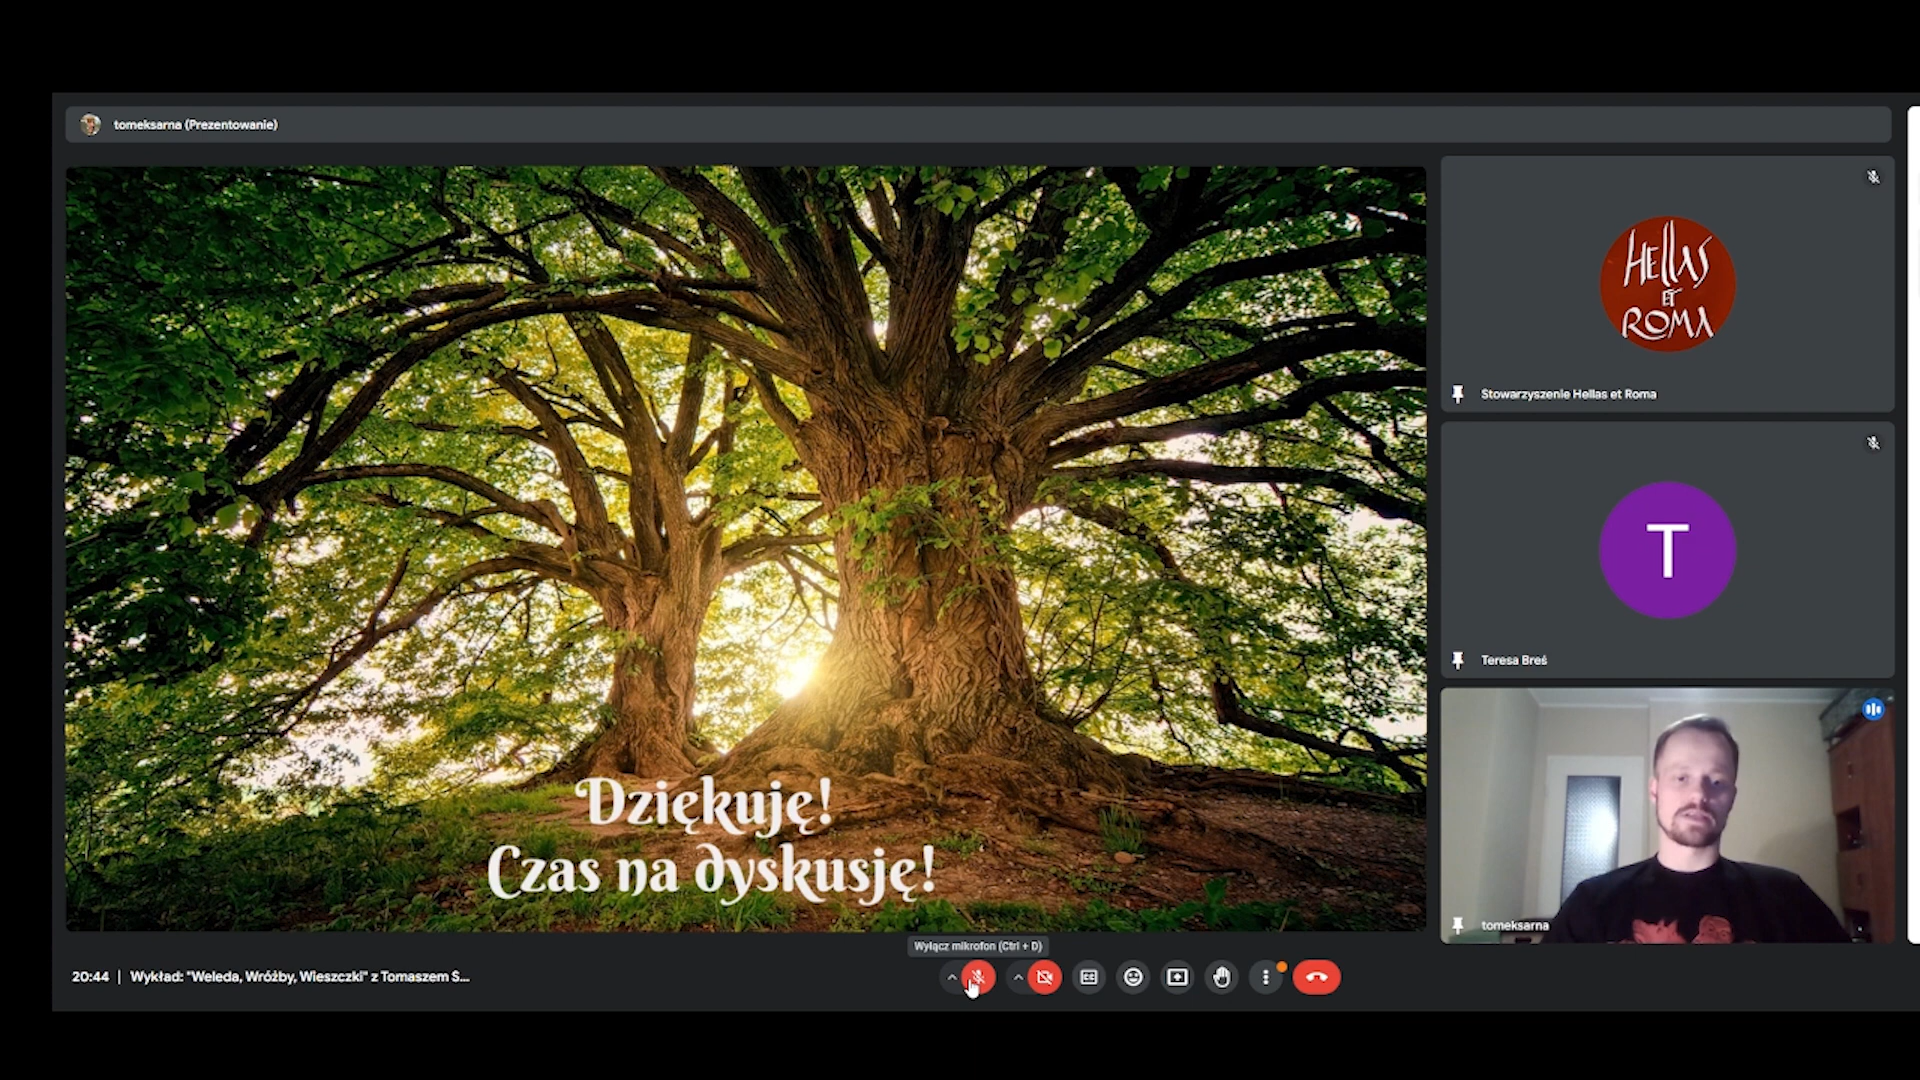 tomeksarna (Prezentowanie)
HELLAS
ET
ROMA
Stowarzyszenie Hellas et Roma
T
Teresa Breś
tomeksarna
Dziękuję!
Czas na dyskusję!
Wyłącz mikrofon (Ctrl + D)
20:44 | Wykład: "Weleda, Wróżby, Wieszczki" z Tomaszem S...